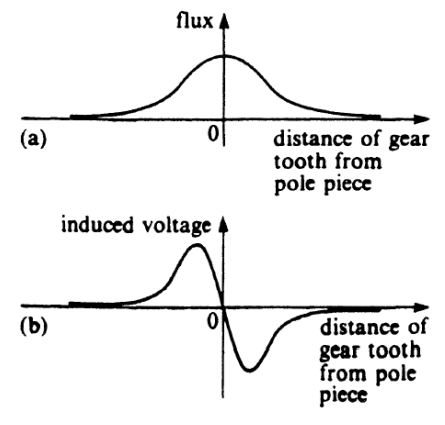 flux
0
(a)
distance of gear
tooth from
pole piece
induced voltage
0
(b)
distance of
gear tooth
from pole
piece